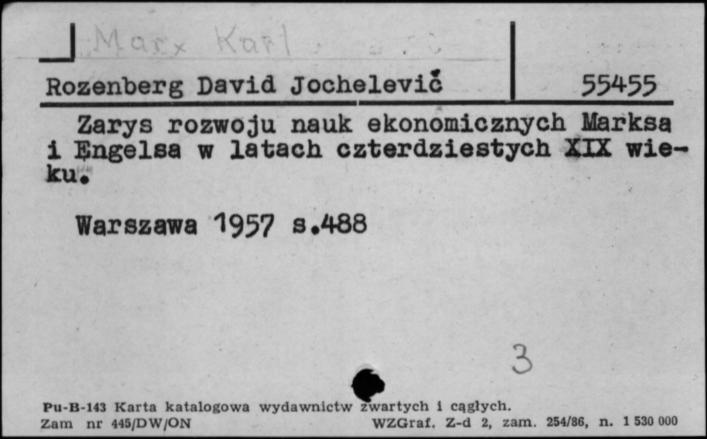 Marx Karl
Rozenberg David Jochelevič 55455
Zarys rozwoju nauk ekonomicznych Marksa
i Engelsa w latach czterdziestych XIX wie-
ku.
Warszawa 1957 s.488
3
Pu-B-143 Karta katalogowa wydawnictw zwartych i ciągłych.
Zam nr 445/DW/ON WZGraf. Z-d 2, zam. 254/86, n. 1 530 000